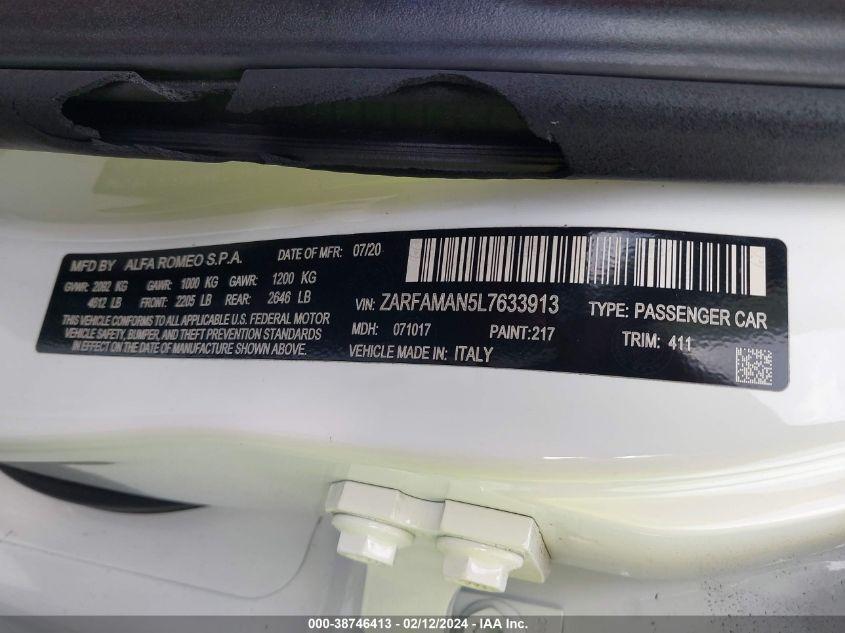 MFD BY ALFA ROMEO S.P.A. DATE OF MFR: 07/20
GVWR: 2092 KG GAWR: 1000 KG GAWR: 1200 KG
4612 LB FRONT: 2205 LB REAR: 2646 LB
THIS VEHICLE CONFORMS TO ALL APPLICABLE U.S. FEDERAL MOTOR
VEHICLE SAFETY, BUMPER, AND THEFT PREVENTION STANDARDS
IN EFFECT ON THE DATE OF MANUFACTURE SHOWN ABOVE.
VIN: ZARFAMAN5L7633913 TYPE: PASSENGER CAR
MDH: 071017 PAINT:217 TRIM: 411
VEHICLE MADE IN: ITALY
000-38746413 - 02/12/2024 - IAA Inc.